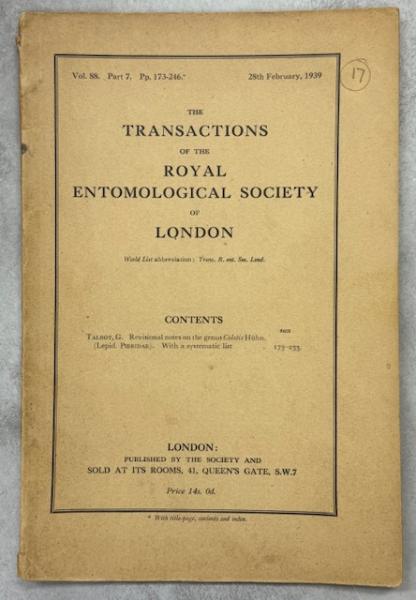 Vol. 88. Part 7. Pp. 173-246.* 28th February, 1939
17
THE
TRANSACTIONS
OF THE
ROYAL
ENTOMOLOGICAL SOCIETY
OF
LONDON
World List abbreviation: Trans. R. ent. Soc. Lond.
CONTENTS
PAGE
TALBOT, G. Revisional notes on the genus Colotis Hübn.
(Lepid. PIERIDAE). With a systematic list 173-233.
LONDON:
PUBLISHED BY THE SOCIETY AND
SOLD AT ITS ROOMS, 41, QUEEN'S GATE, S.W.7
Price 14s. 0d.
* With title-page, contents and index.